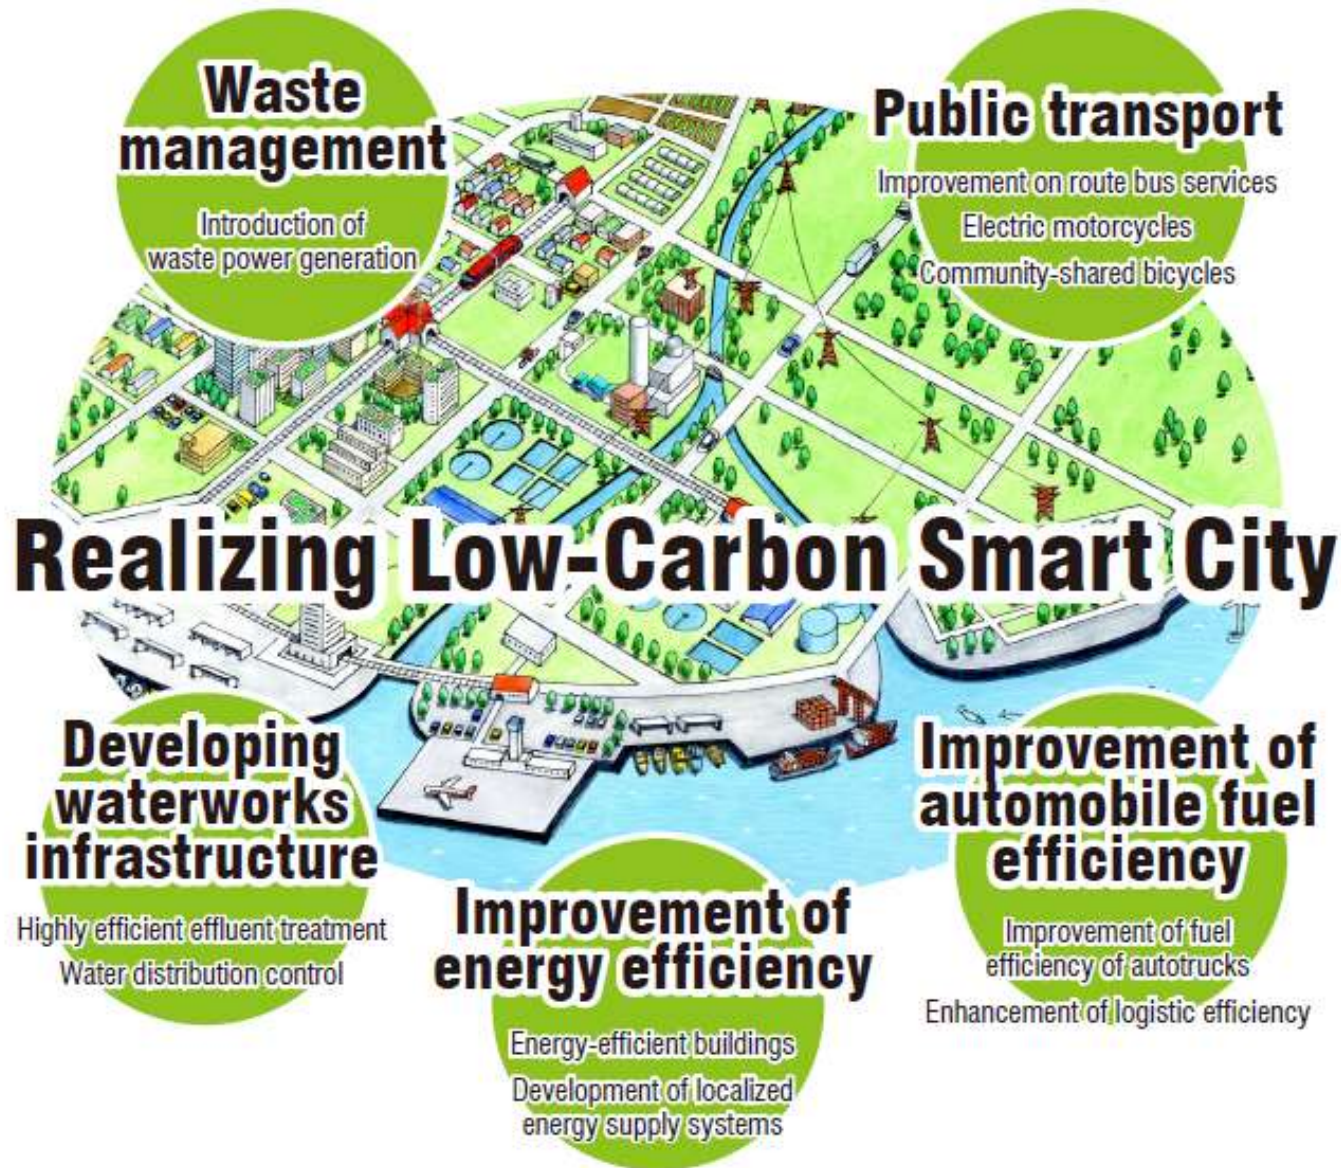 Waste
management
Introduction of
waste power generation
Public transport
Improvement on route bus services
Electric motorcycles
Community-shared bicycles
Realizing Low-Carbon Smart City
Developing
waterworks
infrastructure
Highly efficient effluent treatment
Water distribution control
Improvement of
energy efficiency
Energy-efficient buildings
Development of localized
energy supply systems
Improvement of
automobile fuel
efficiency
Improvement of fuel
efficiency of autotrucks
Enhancement of logistic efficiency